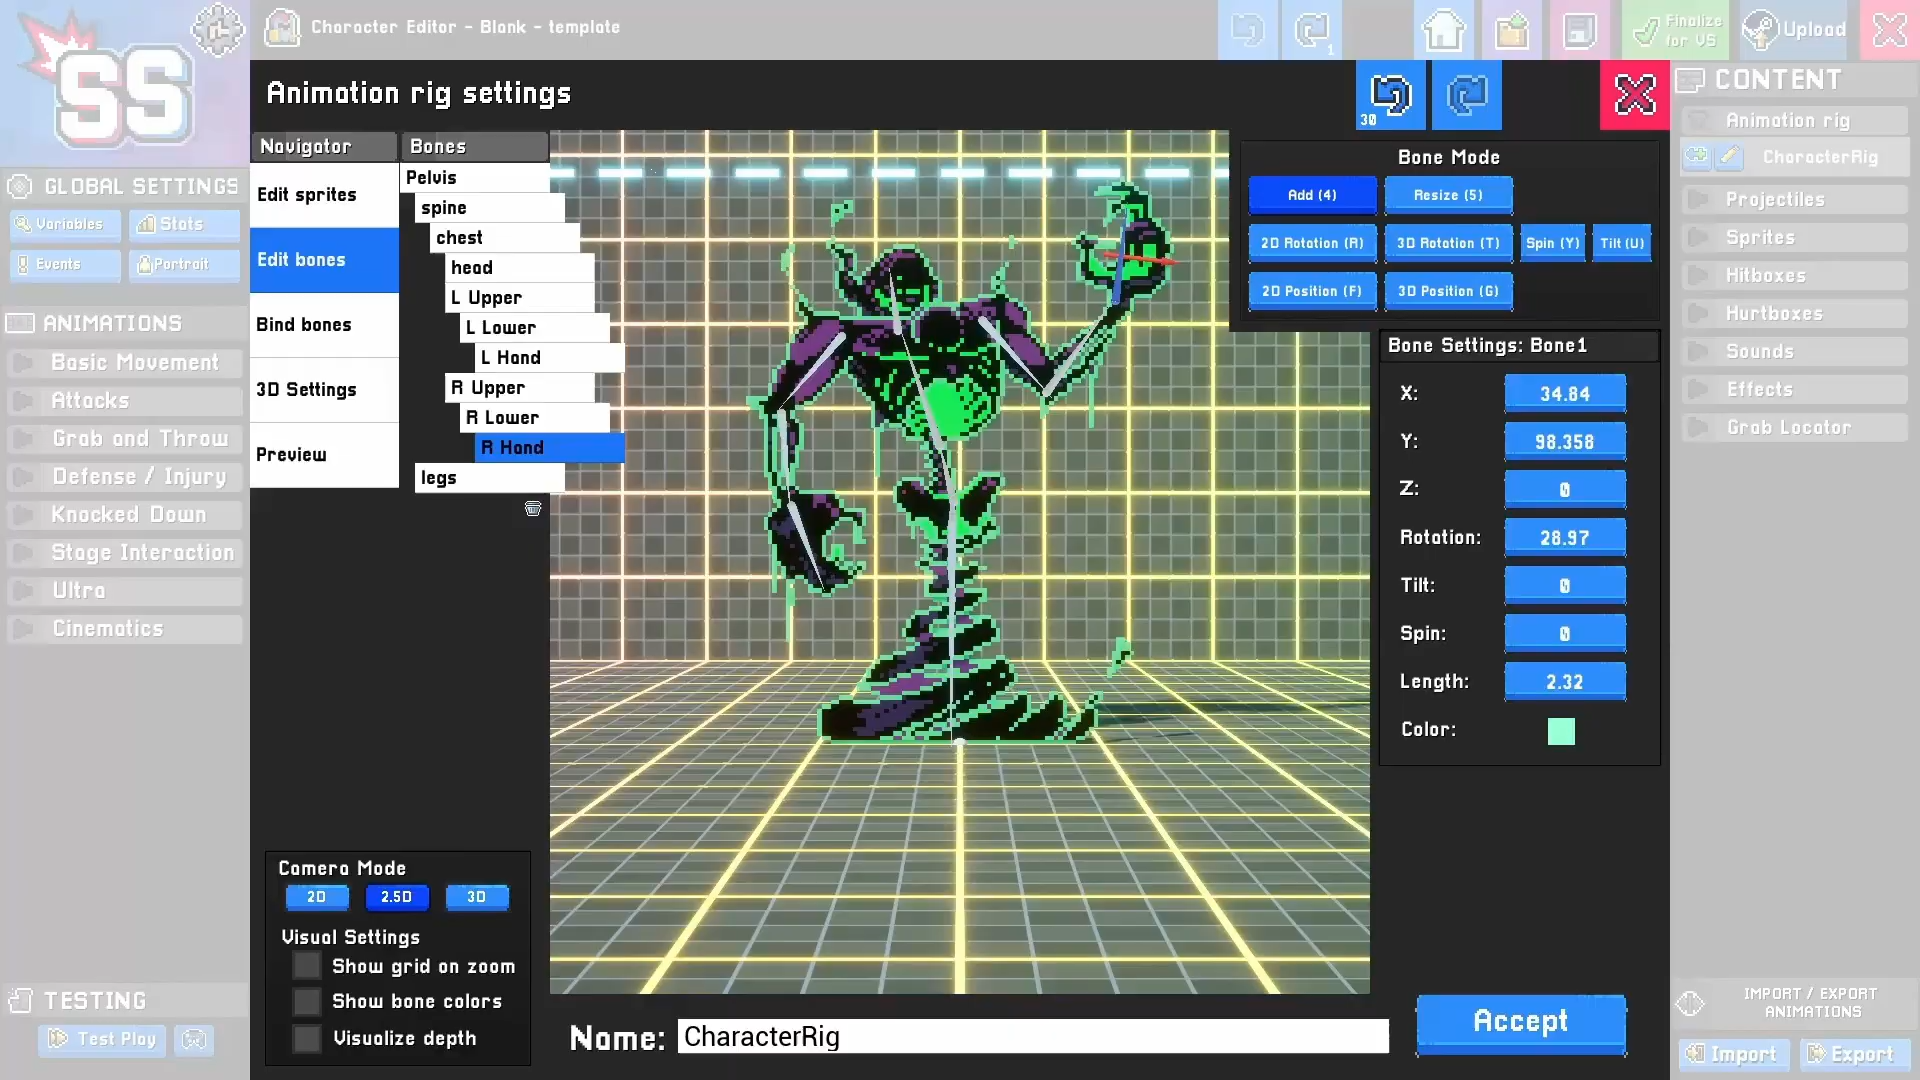 SS
Character Editor - Blank - template
1
Finalize
for VS
Upload
Animation rig settings
30
CONTENT
Navigator
Bones
Edit sprites
Edit bones
Bind bones
3D Settings
Preview
Pelvis
spine
chest
head
L Upper
L Lower
L Hand
R Upper
R Lower
R Hand
legs
Bone Mode
Add (4)
Resize (5)
2D Rotation (R)
3D Rotation (T)
Spin (Y)
Tilt (U)
2D Position (F)
3D Position (G)
Bone Settings: Bone1
X: 34.84
Y: 98.358
Z: 0
Rotation: 28.97
Tilt: 0
Spin: 0
Length: 2.32
Color:
GLOBAL SETTINGS
Variables
Stats
Events
Portrait
ANIMATIONS
Basic Movement
Attacks
Grab and Throw
Defense / Injury
Knocked Down
Stage Interaction
Ultra
Cinematics
TESTING
Test Play
Animation rig
CharacterRig
Projectiles
Sprites
Hitboxes
Hurtboxes
Sounds
Effects
Grab Locator
Camera Mode
2D
2.5D
3D
Visual Settings
Show grid on zoom
Show bone colors
Visualize depth
Name: CharacterRig
Accept
IMPORT / EXPORT
ANIMATIONS
Import
Export